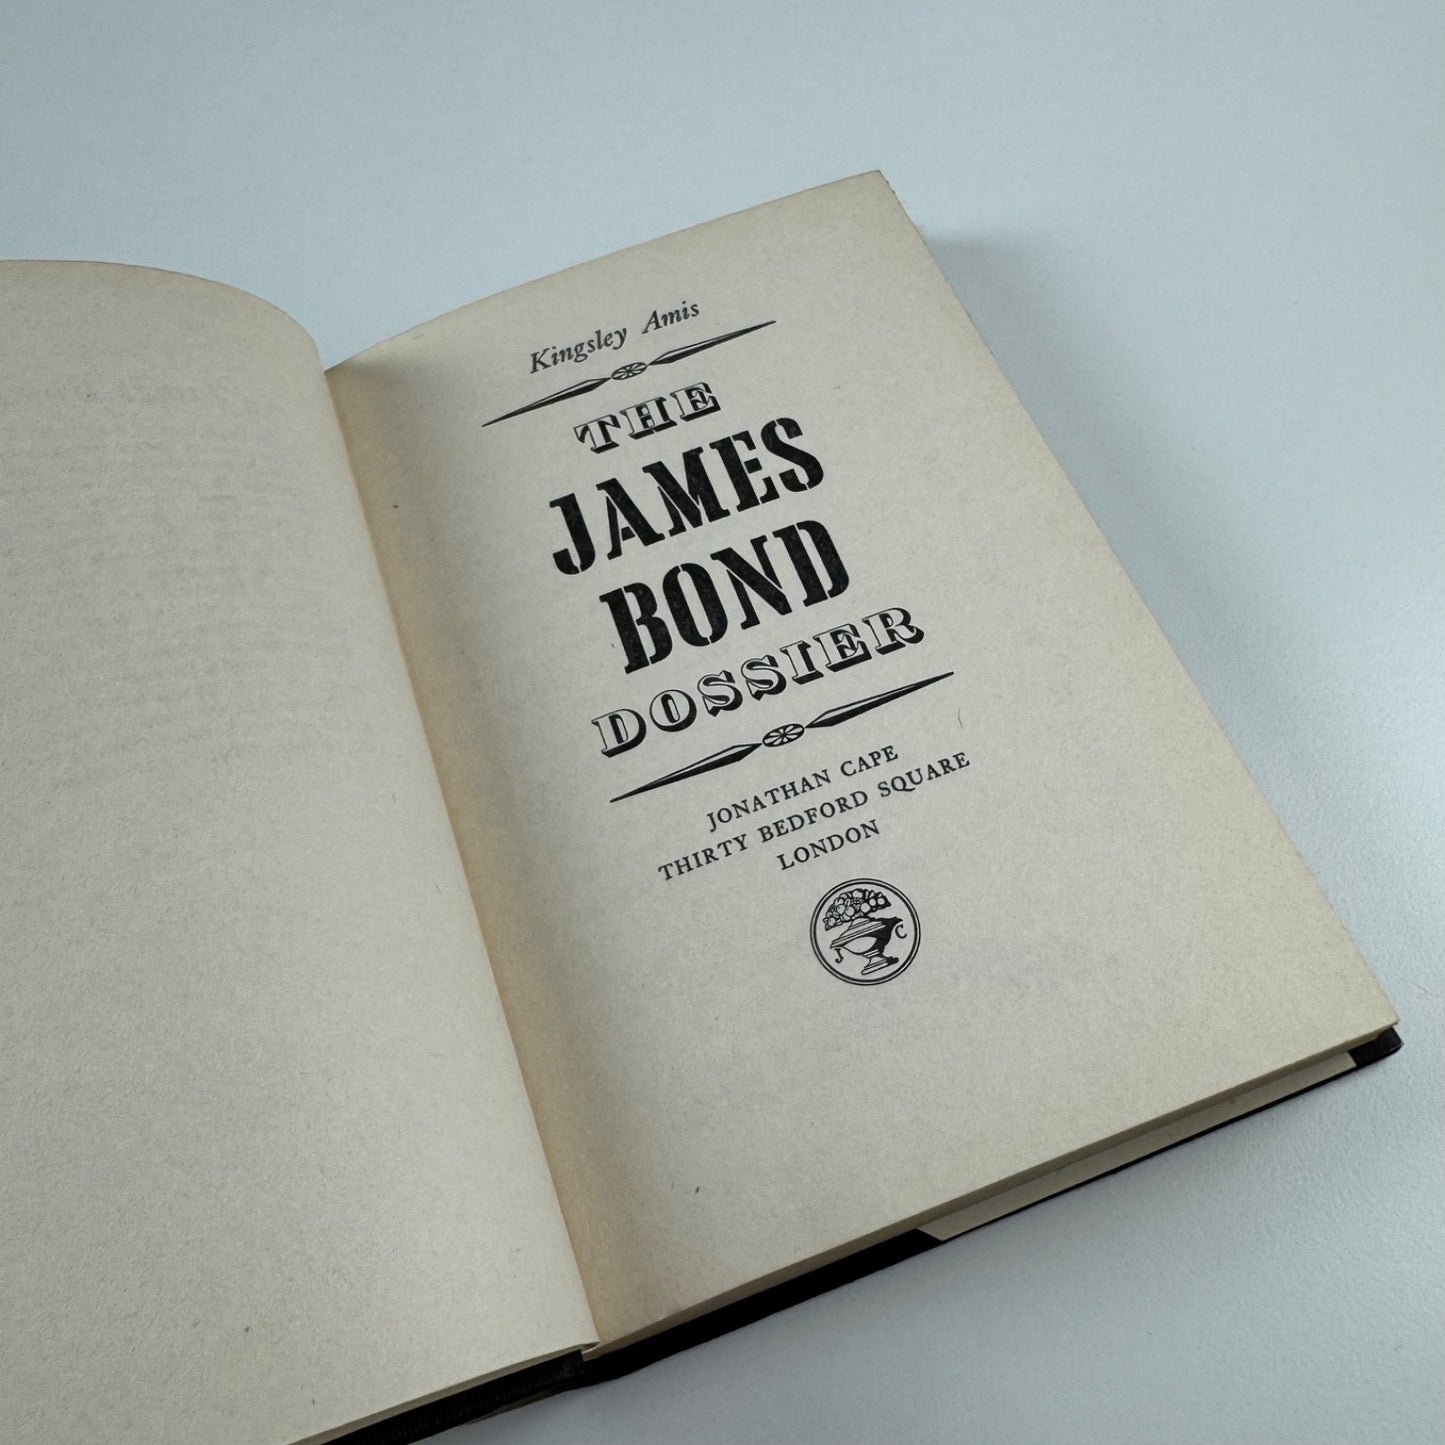 Kingsley Amis
THE
JAMES
BOND
DOSSIER
JONATHAN CAPE
THIRTY BEDFORD SQUARE
LONDON
J C